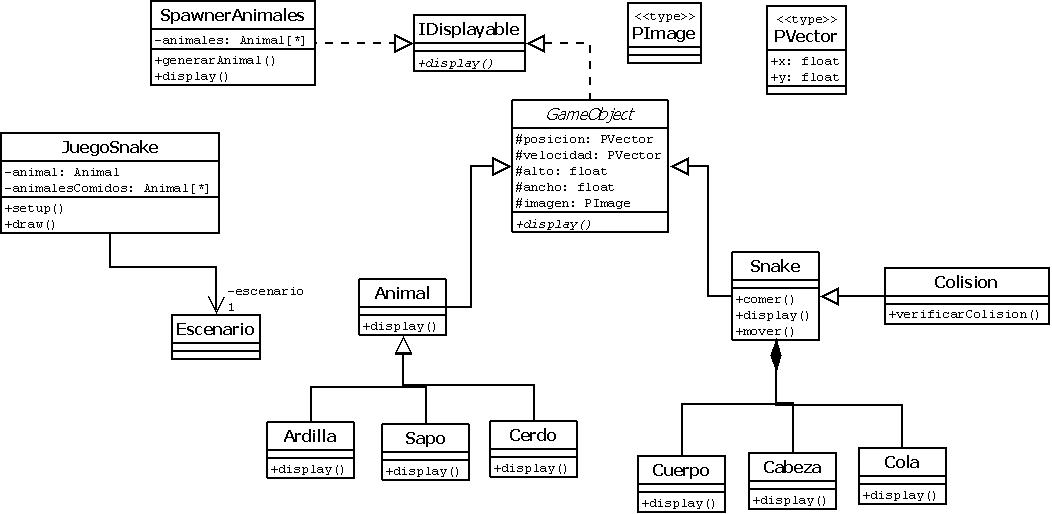 SpawnerAnimales
-animales: Animal[*]
+generarAnimal()
+display()
IDisplayable
+display()
<<type>>
PImage
<<type>>
PVector
+x: float
+y: float
GameObject
#posicion: PVector
#velocidad: PVector
#alto: float
#ancho: float
#imagen: PImage
+display()
JuegoSnake
-animal: Animal
-animalesComidos: Animal[*]
+setup()
+draw()
-escenario
1
Escenario
Animal
+display()
Snake
+comer()
+display()
+mover()
Colision
+verificarColision()
Ardilla
+display()
Sapo
+display()
Cerdo
+display()
Cuerpo
+display()
Cabeza
+display()
Cola
+display()